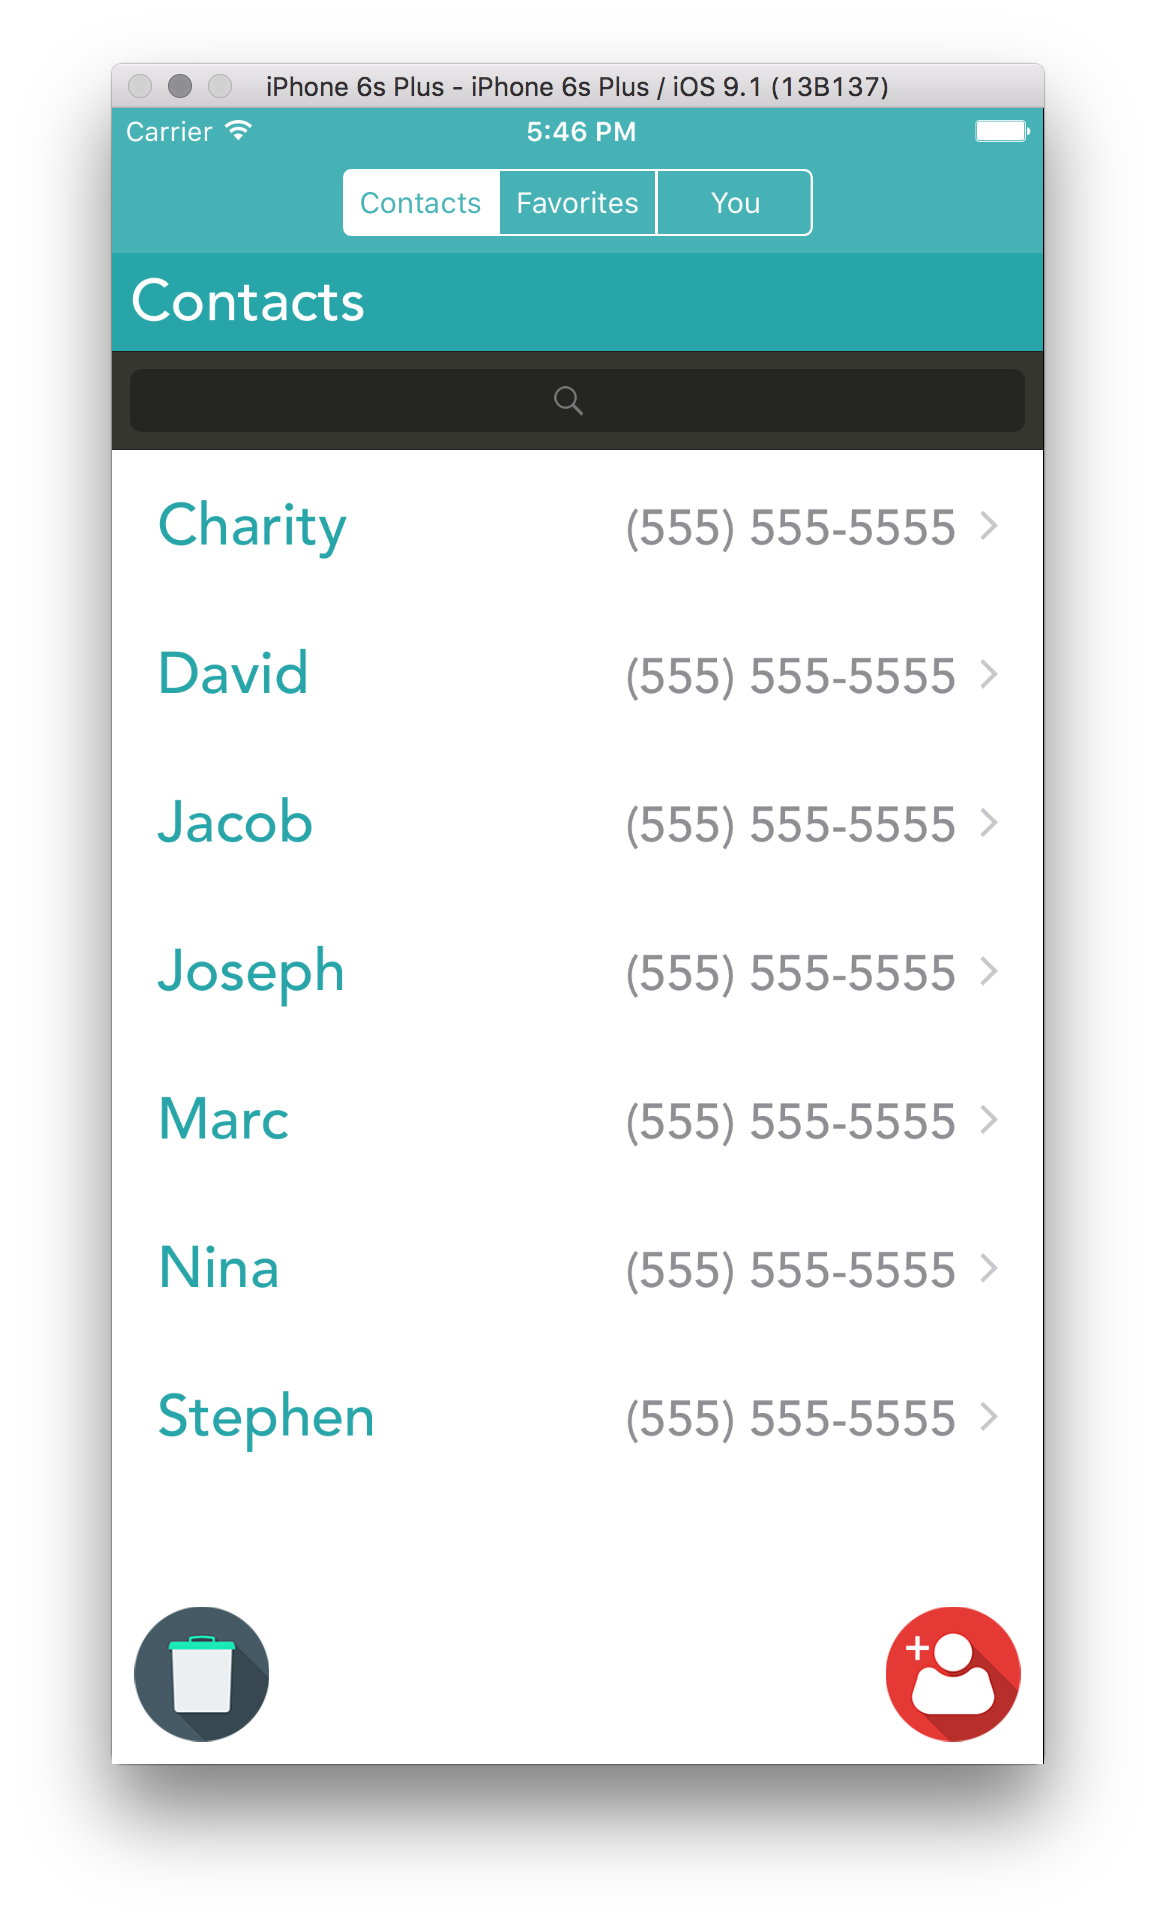 iPhone 6s Plus - iPhone 6s Plus / iOS 9.1 (13B137)
Carrier 5:46 PM
Contacts Favorites You
Contacts
Charity (555) 555-5555
David (555) 555-5555
Jacob (555) 555-5555
Joseph (555) 555-5555
Marc (555) 555-5555
Nina (555) 555-5555
Stephen (555) 555-5555